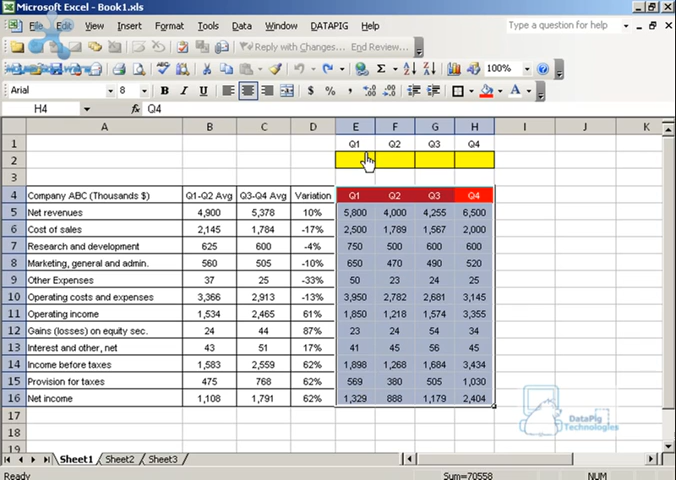 Microsoft Excel - Book1.xls
File Edit View Insert Format Tools Data Window DATAPIG Help Type a question for help
Reply with Changes... End Review...
100%
Arial 8 B I U $ % , A
H4 fx Q4
A B C D E F G H I J K
1 Q1 Q2 Q3 Q4
2
3
4 Company ABC (Thousands $) Q1-Q2 Avg Q3-Q4 Avg Variation Q1 Q2 Q3 Q4
5 Net revenues 4,900 5,378 10% 5,800 4,000 4,255 6,500
6 Cost of sales 2,145 1,784 -17% 2,500 1,789 1,567 2,000
7 Research and development 625 600 -4% 750 500 600 600
8 Marketing, general and admin. 560 505 -10% 650 470 490 520
9 Other Expenses 37 25 -33% 50 23 24 25
10 Operating costs and expenses 3,366 2,913 -13% 3,950 2,782 2,681 3,145
11 Operating income 1,534 2,465 61% 1,850 1,218 1,574 3,355
12 Gains (losses) on equity sec. 24 44 87% 23 24 54 34
13 Interest and other, net 43 51 17% 41 45 56 45
14 Income before taxes 1,583 2,559 62% 1,898 1,268 1,684 3,434
15 Provision for taxes 475 768 62% 569 380 505 1,030
16 Net income 1,108 1,791 62% 1,329 888 1,179 2,404
17
18
19
DataPig
Technologies
Sheet1 Sheet2 Sheet3
Ready Sum=70558 NUM